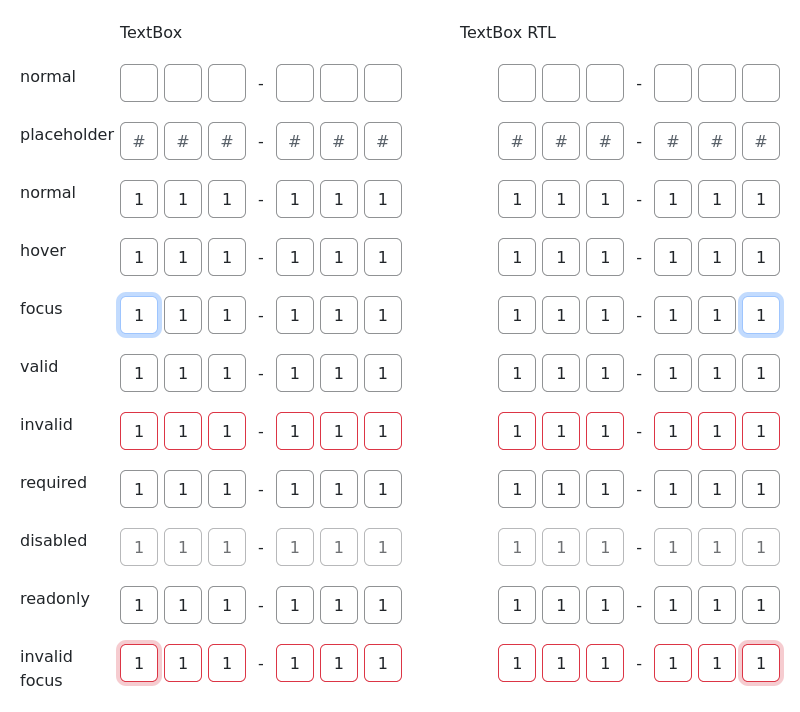 TextBox TextBox RTL
normal - -
placeholder # # # - # # # # # # - # # #
normal 1 1 1 - 1 1 1 1 1 1 - 1 1 1
hover 1 1 1 - 1 1 1 1 1 1 - 1 1 1
focus 1 1 1 - 1 1 1 1 1 1 - 1 1 1
valid 1 1 1 - 1 1 1 1 1 1 - 1 1 1
invalid 1 1 1 - 1 1 1 1 1 1 - 1 1 1
required 1 1 1 - 1 1 1 1 1 1 - 1 1 1
disabled 1 1 1 - 1 1 1 1 1 1 - 1 1 1
readonly 1 1 1 - 1 1 1 1 1 1 - 1 1 1
invalid 1 1 1 - 1 1 1 1 1 1 - 1 1 1
focus